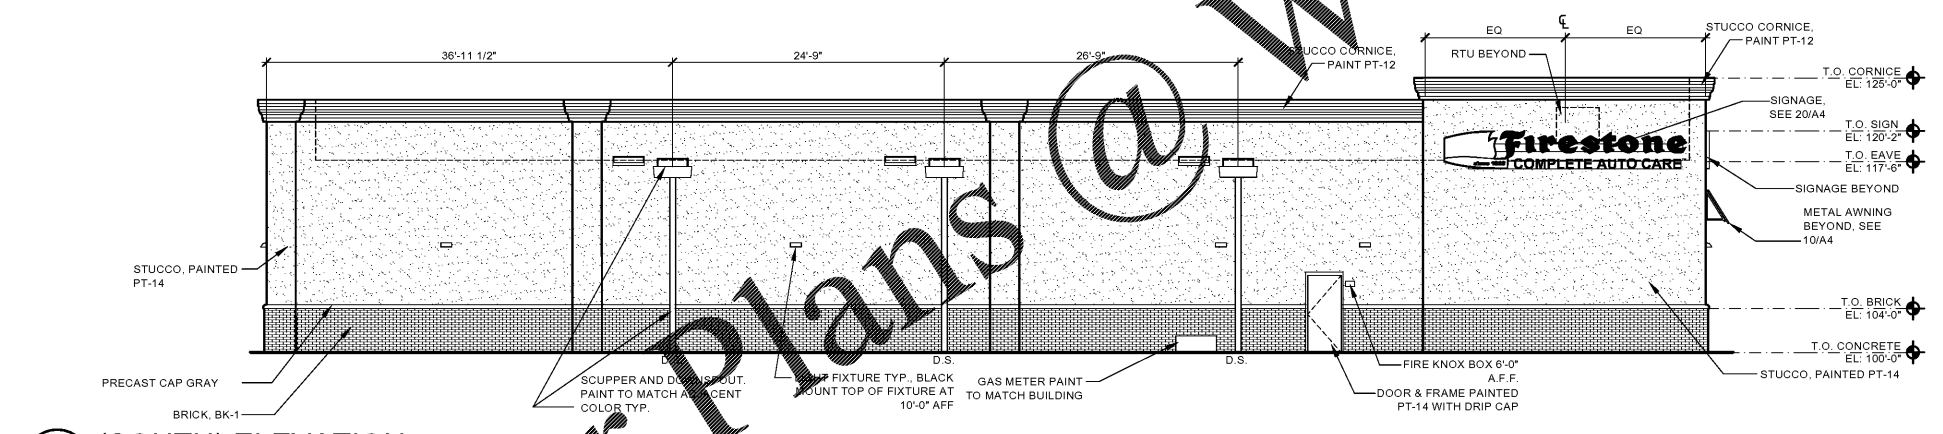 36'-11 1/2"
24'-9"
26'-9"
STUCCO CORNICE,
PAINT PT-12
EQ
℄
EQ
RTU BEYOND
STUCCO CORNICE,
PAINT PT-12
T.O. CORNICE
EL: 125'-0"
SIGNAGE,
SEE 20/A4
T.O. SIGN
EL: 120'-2"
T.O. EAVE
EL: 117'-6"
Firestone
since 1926
COMPLETE AUTO CARE
SIGNAGE BEYOND
METAL AWNING
BEYOND, SEE
10/A4
STUCCO, PAINTED
PT-14
T.O. BRICK
EL: 104'-0"
T.O. CONCRETE
EL: 100'-0"
D.S.
D.S.
PRECAST CAP GRAY
BRICK, BK-1
SCUPPER AND DOWNSPOUT.
PAINT TO MATCH ADJACENT
COLOR TYP.
LIGHT FIXTURE TYP., BLACK
MOUNT TOP OF FIXTURE AT
10'-0" AFF
GAS METER PAINT
TO MATCH BUILDING
FIRE KNOX BOX 6'-0"
A.F.F.
DOOR & FRAME PAINTED
PT-14 WITH DRIP CAP
STUCCO, PAINTED PT-14
r Plans @ w